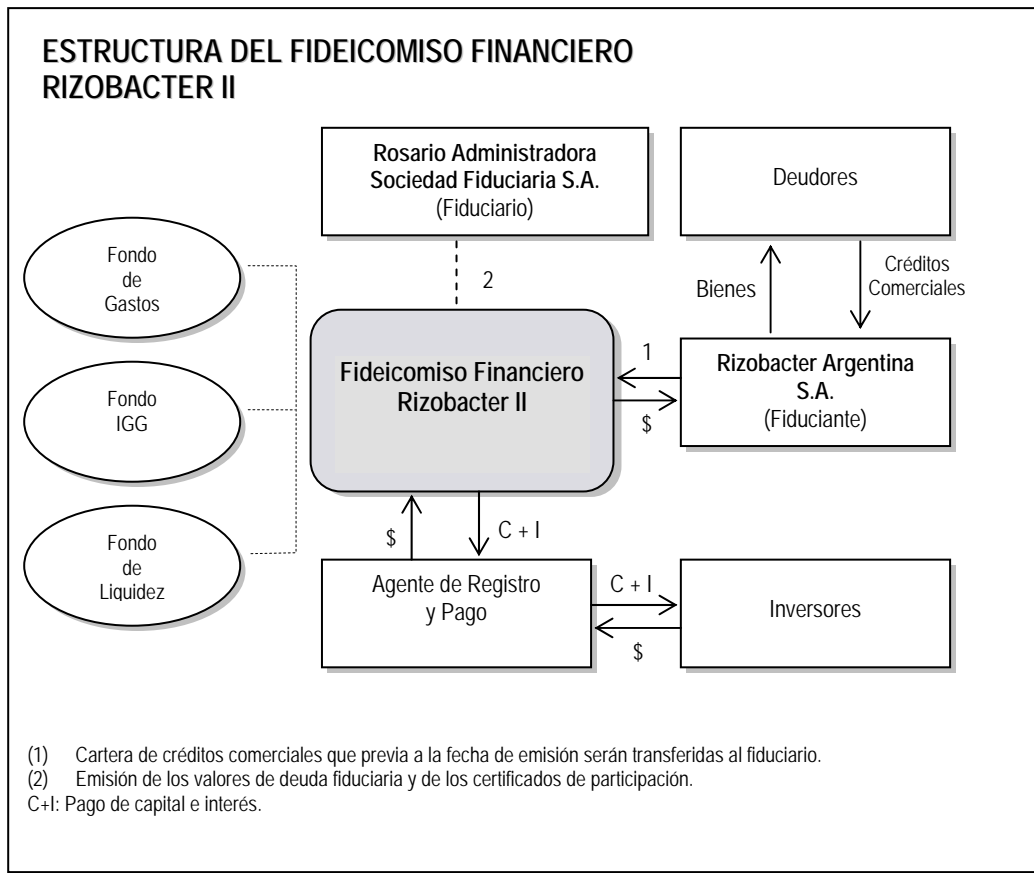 ESTRUCTURA DEL FIDEICOMISO FINANCIERO
RIZOBACTER II
Rosario Administradora
Sociedad Fiduciaria S.A.
(Fiduciario)
Deudores
Fondo
de
Gastos
2
Bienes
Créditos
Comerciales
Fideicomiso Financiero
Rizobacter II
1
$
Rizobacter Argentina
S.A.
(Fiduciante)
Fondo
IGG
Fondo
de
Liquidez
$
C + I
Agente de Registro
y Pago
C + I
$
Inversores
(1) Cartera de créditos comerciales que previa a la fecha de emisión serán transferidas al fiduciario.
(2) Emisión de los valores de deuda fiduciaria y de los certificados de participación.
C+I: Pago de capital e interés.